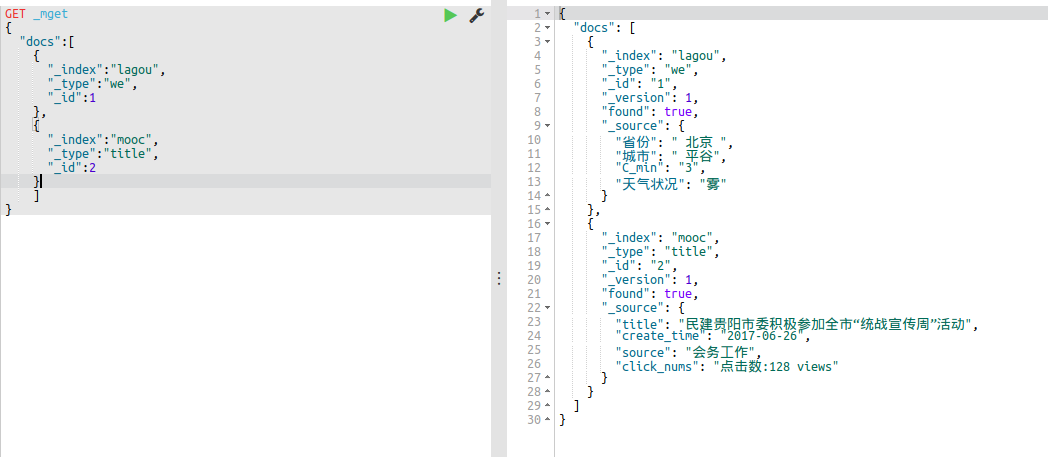 GET _mget
{
  "docs":[
    {
      "_index":"lagou",
      "_type":"we",
      "_id":1
    },
    {
      "_index":"mooc",
      "_type":"title",
      "_id":2
    }
    ]
}
1 {
2   "docs": [
3     {
4       "_index": "lagou",
5       "_type": "we",
6       "_id": "1",
7       "_version": 1,
8       "found": true,
9       "_source": {
10         "省份": " 北京 ",
11         "城市": " 平谷",
12         "C_min": "3",
13         "天气状况": "雾"
14       }
15     },
16     {
17       "_index": "mooc",
18       "_type": "title",
19       "_id": "2",
20       "_version": 1,
21       "found": true,
22       "_source": {
23         "title": "民建贵阳市委积极参加全市“统战宣传周”活动",
24         "create_time": "2017-06-26",
25         "source": "会务工作",
26         "click_nums": "点击数:128 views"
27       }
28     }
29   ]
30 }